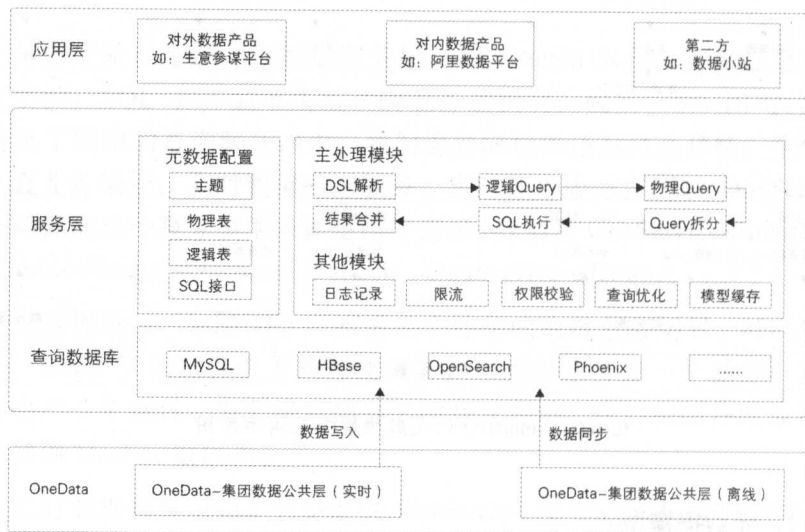 应用层
对外数据产品
如：生意参谋平台
对内数据产品
如：阿里数据平台
第二方
如：数据小站
服务层
元数据配置
主题
物理表
逻辑表
SQL接口
主处理模块
DSL解析
逻辑Query
物理Query
结果合并
SQL执行
Query拆分
其他模块
日志记录
限流
权限校验
查询优化
模型缓存
查询数据库
MySQL
HBase
OpenSearch
Phoenix
......
数据写入
数据同步
OneData
OneData-集团数据公共层（实时）
OneData-集团数据公共层（离线）